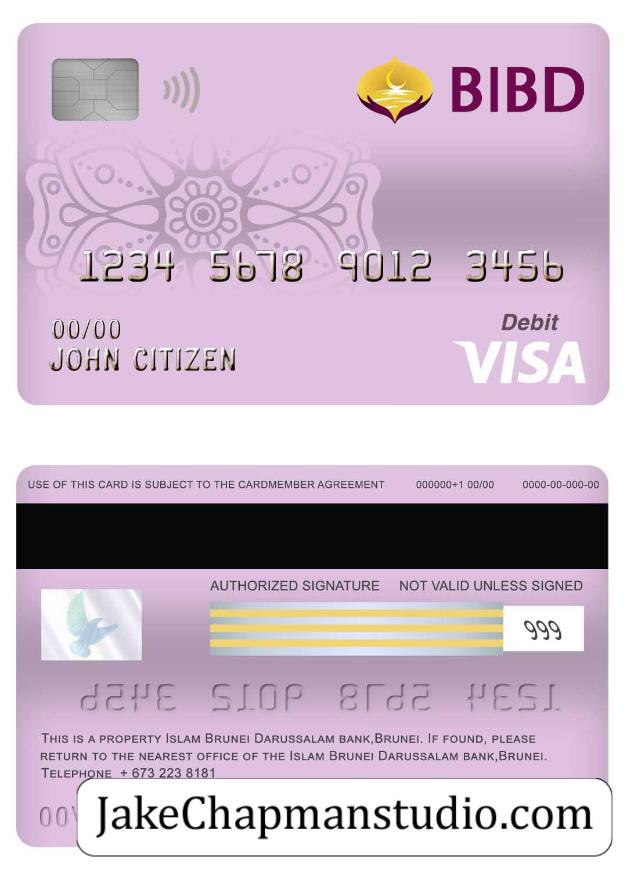 BIBD
1234 5678 9012 3456
00/00
JOHN CITIZEN
Debit
VISA
USE OF THIS CARD IS SUBJECT TO THE CARDMEMBER AGREEMENT 000000+1 00/00 0000-00-000-00
AUTHORIZED SIGNATURE NOT VALID UNLESS SIGNED
999
THIS IS A PROPERTY ISLAM BRUNEI DARUSSALAM BANK,BRUNEI. IF FOUND, PLEASE
RETURN TO THE NEAREST OFFICE OF THE ISLAM BRUNEI DARUSSALAM BANK,BRUNEI.
TELEPHONE + 673 223 8181
JakeChapmanstudio.com